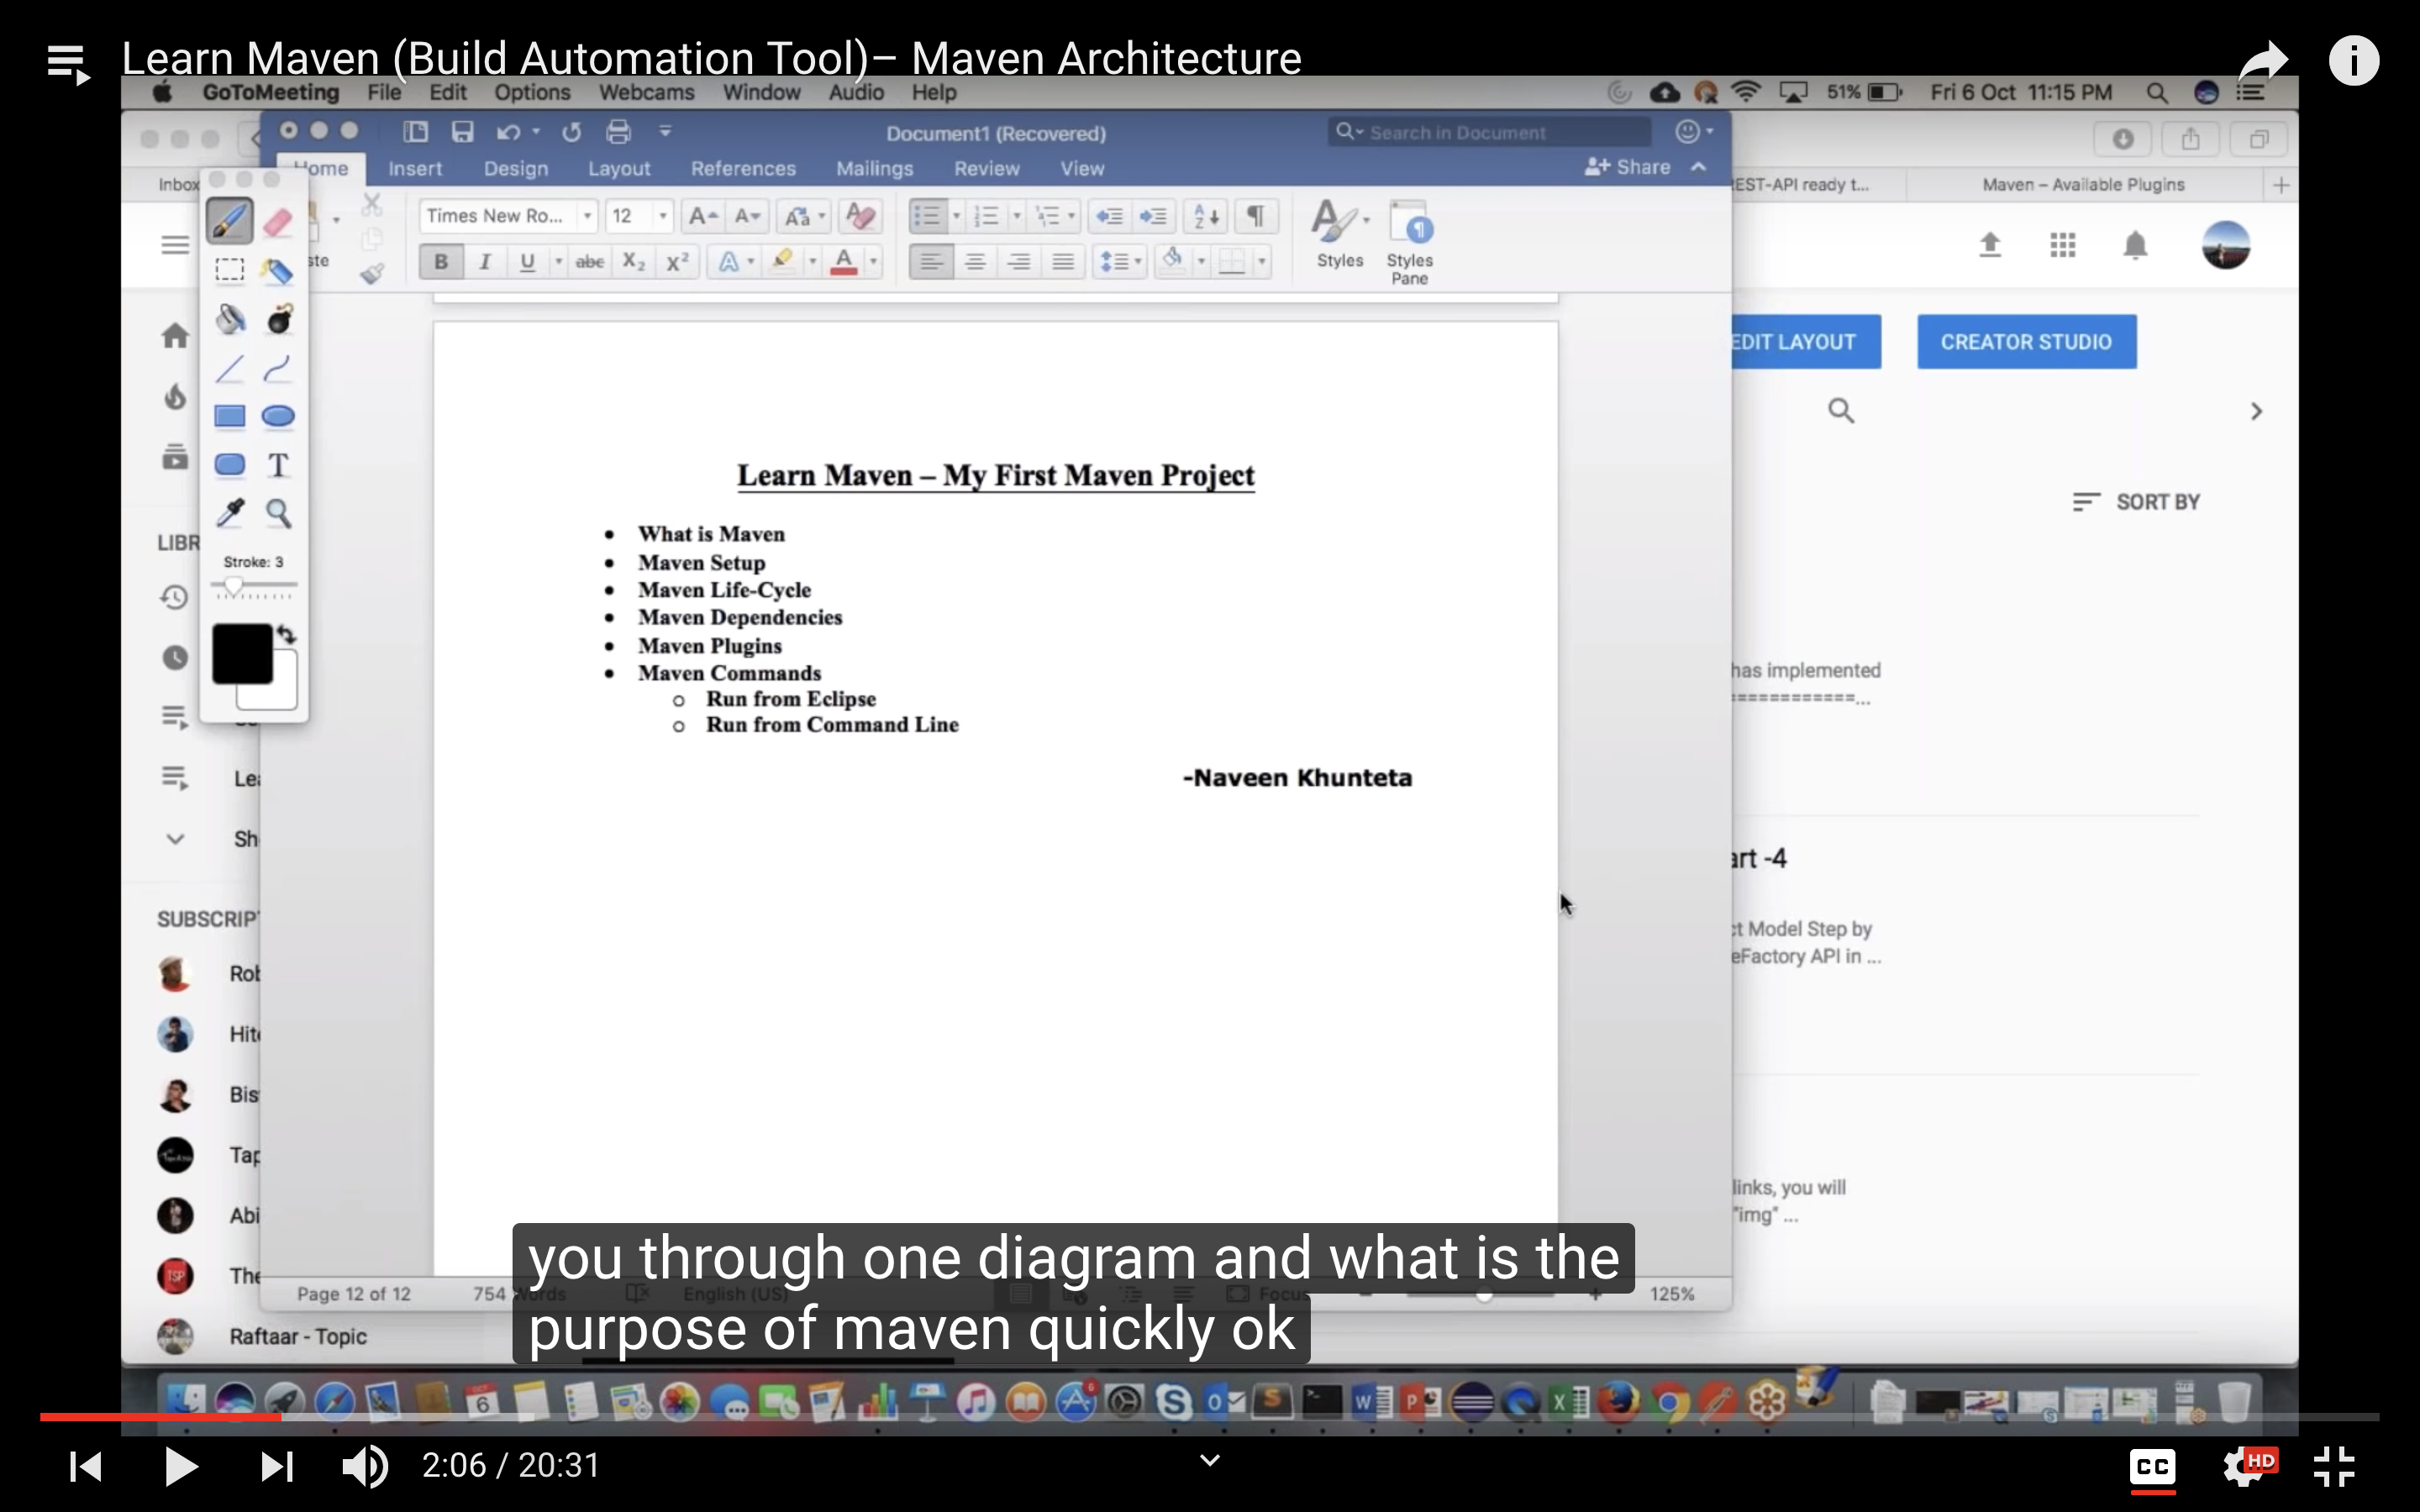 Learn Maven (Build Automation Tool)– Maven Architecture
GoToMeeting File Edit Options Webcams Window Audio Help 51% Fri 6 Oct 11:15 PM
Document1 (Recovered) Search in Document
Home Insert Design Layout References Mailings Review View Share
Inbox EST-API ready t... Maven – Available Plugins
Times New Ro... 12
Styles Styles Pane
EDIT LAYOUT CREATOR STUDIO
Learn Maven – My First Maven Project
SORT BY
• What is Maven
• Maven Setup
• Maven Life-Cycle
• Maven Dependencies
• Maven Plugins
• Maven Commands
o Run from Eclipse
o Run from Command Line
-Naveen Khunteta
Stroke: 3
LIBR
Lea
Sh
SUBSCRIP
Rob
Hite
Bis
Tap
Abi
The
Raftaar - Topic
has implemented
============...
art -4
ct Model Step by
eFactory API in ...
links, you will
"img" ...
you through one diagram and what is the
purpose of maven quickly ok
Page 12 of 12 754 Words English (US) Focus 125%
2:06 / 20:31
CC HD